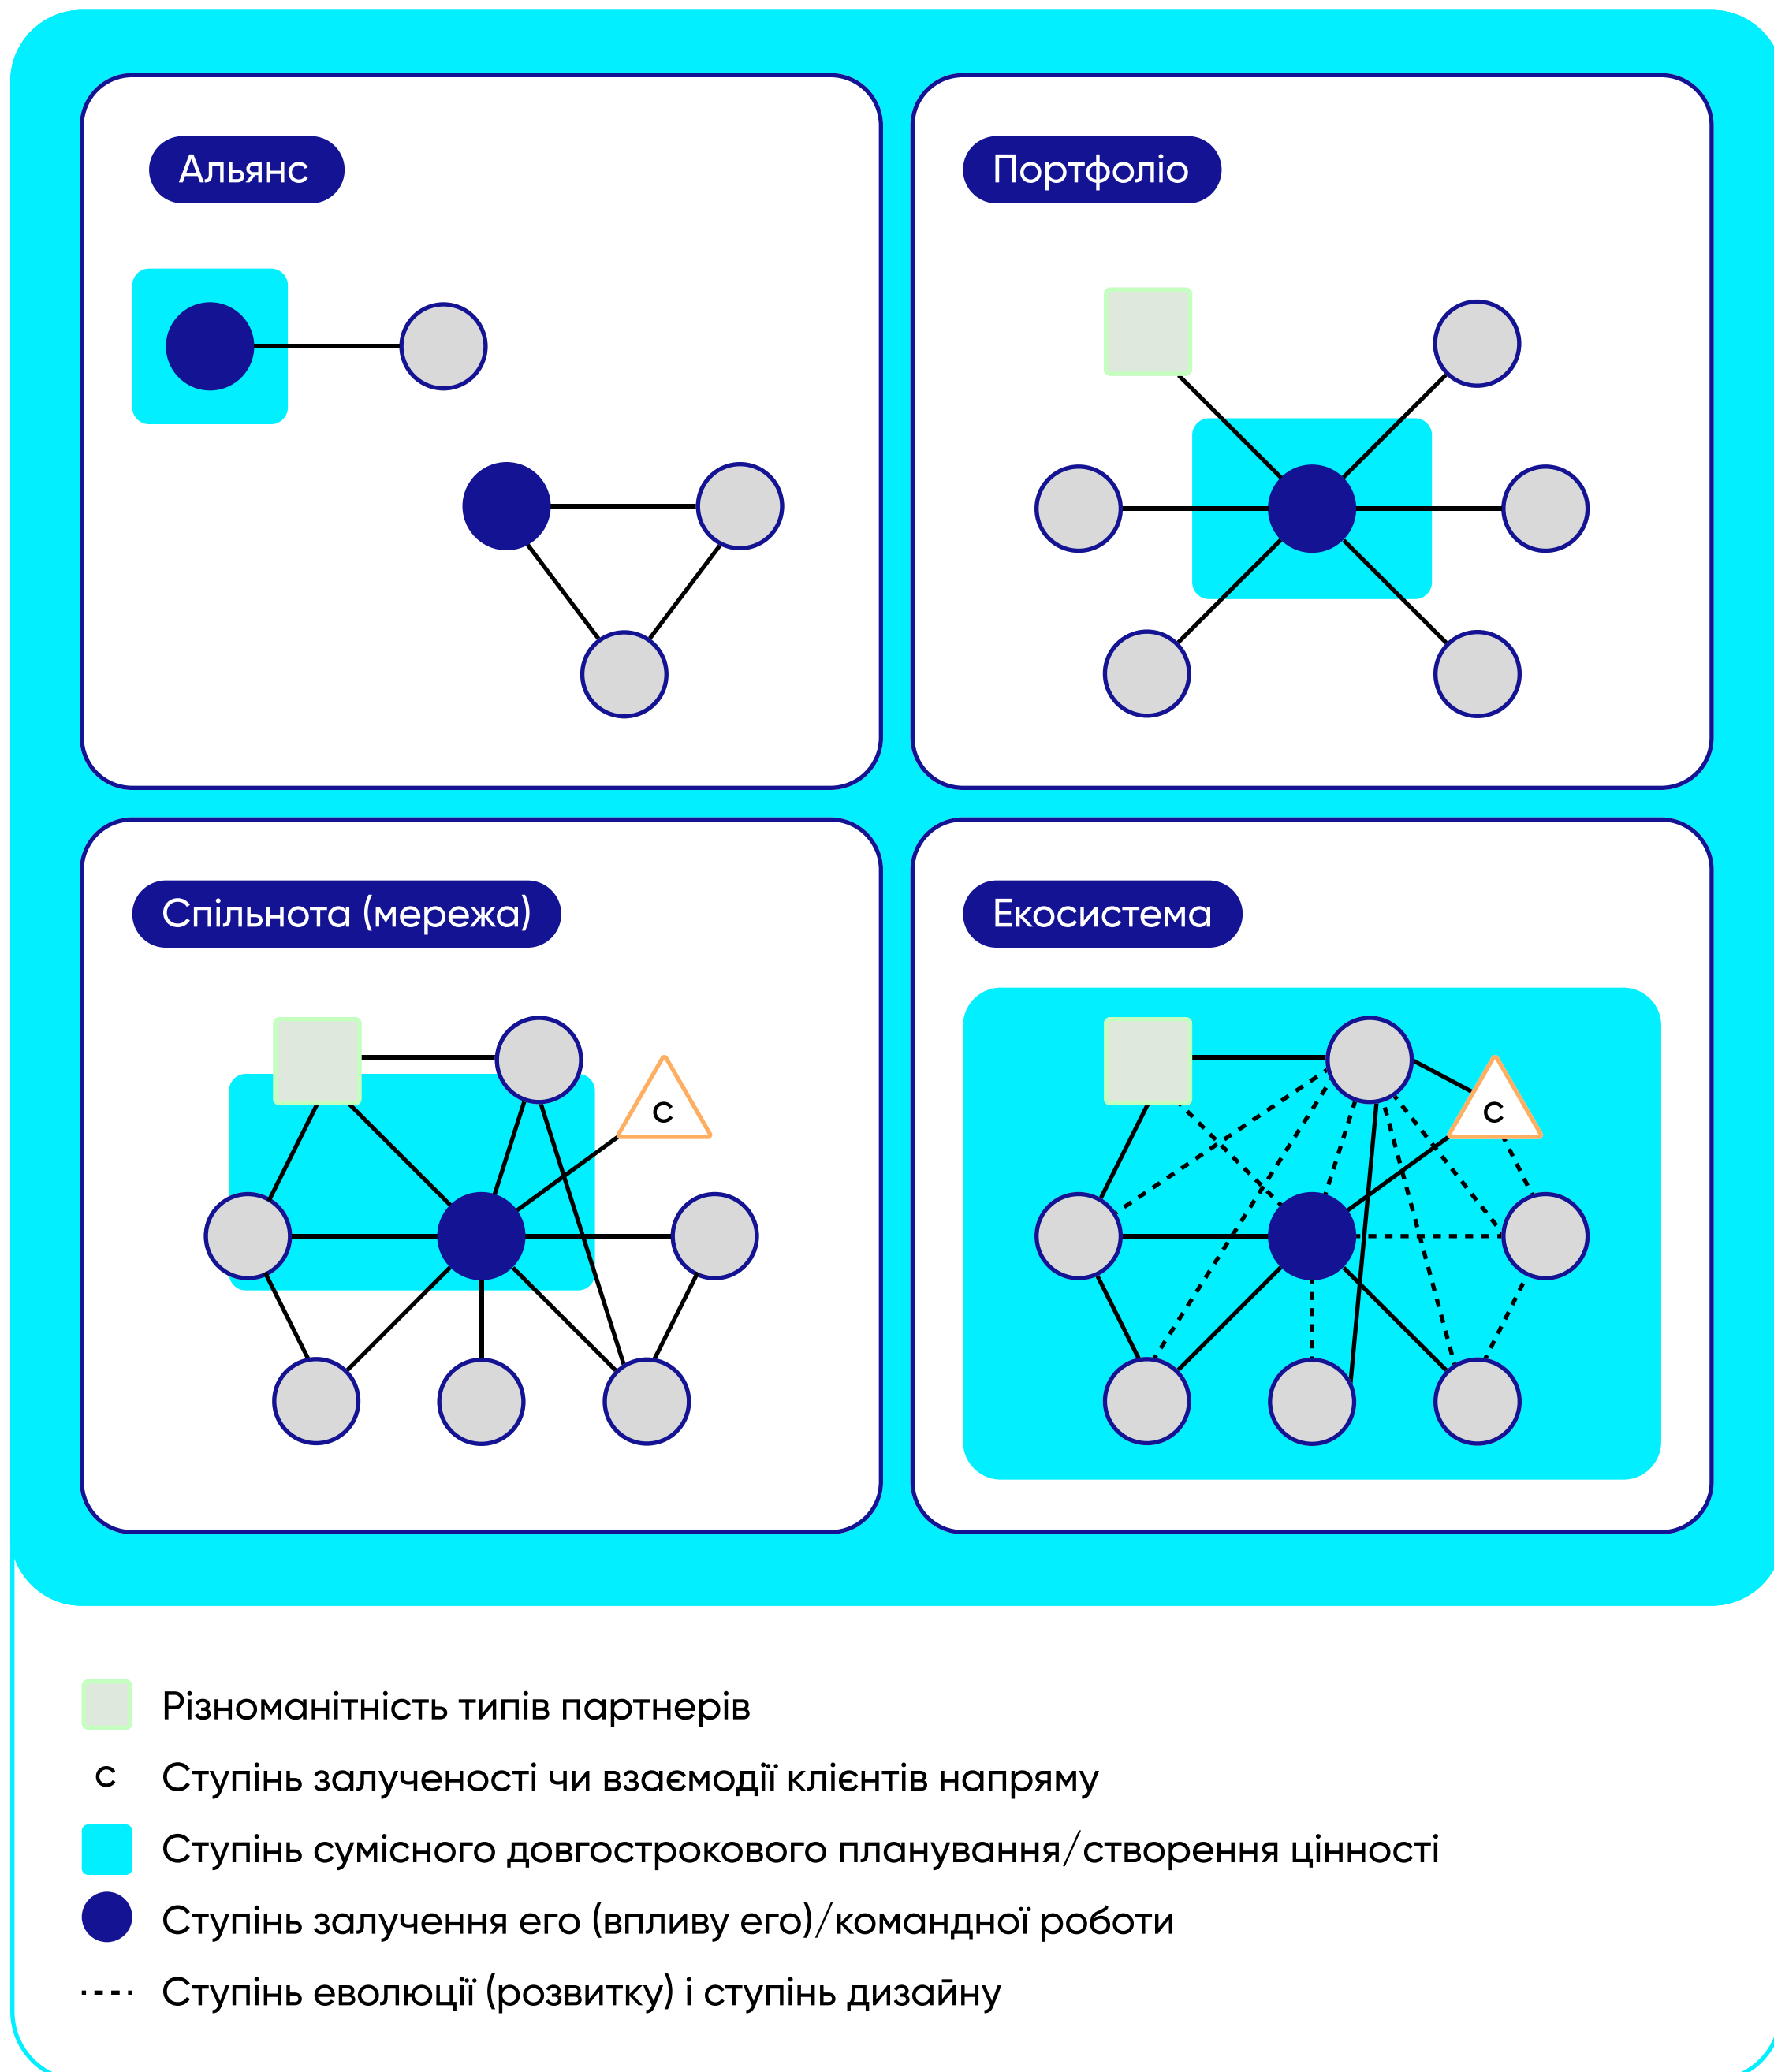 Альянс
Портфоліо
Спільнота (мережа)
Екосистема
с
с
Різноманітність типів партнерів
с Ступінь залученості чи взаємодії клієнтів напряму
Ступінь сумісного довгострокового планування/створення цінності
Ступінь залучення его (впливу его)/командної роботи
Ступінь еволюції (розвитку) і ступінь дизайну